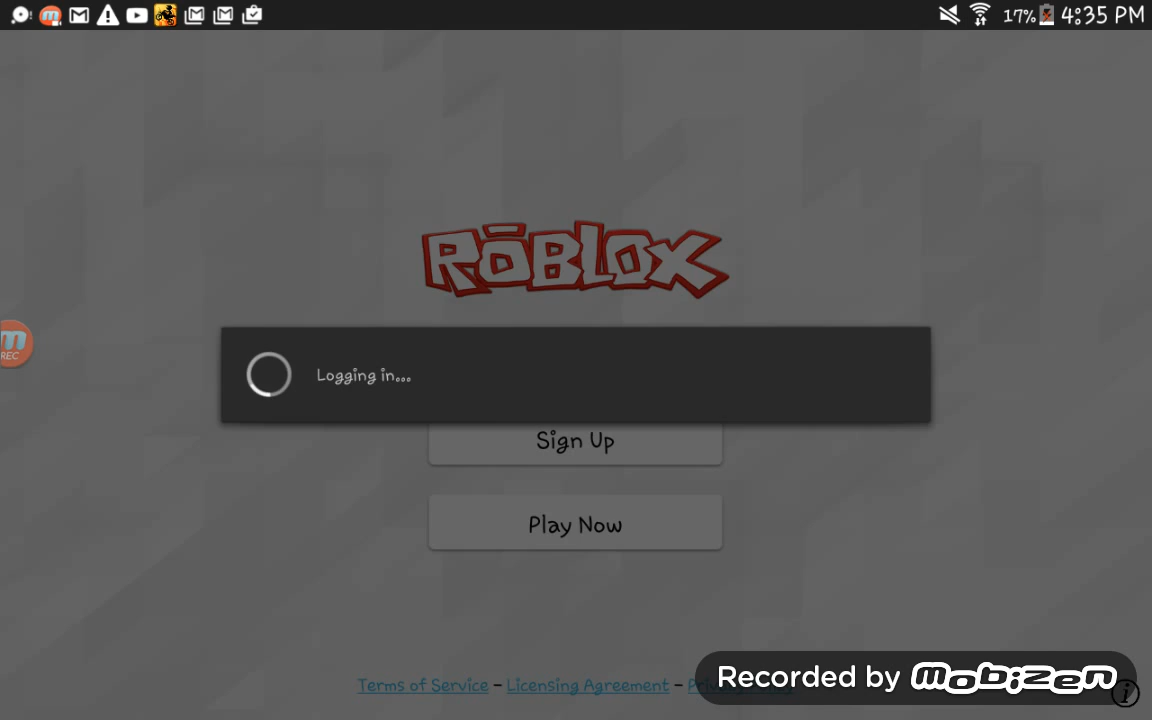 17% 4:35 PM
ROBLOX
M
REC
Logging in...
Sign Up
Play Now
Terms of Service - Licensing Agreement -
Recorded by mobizen